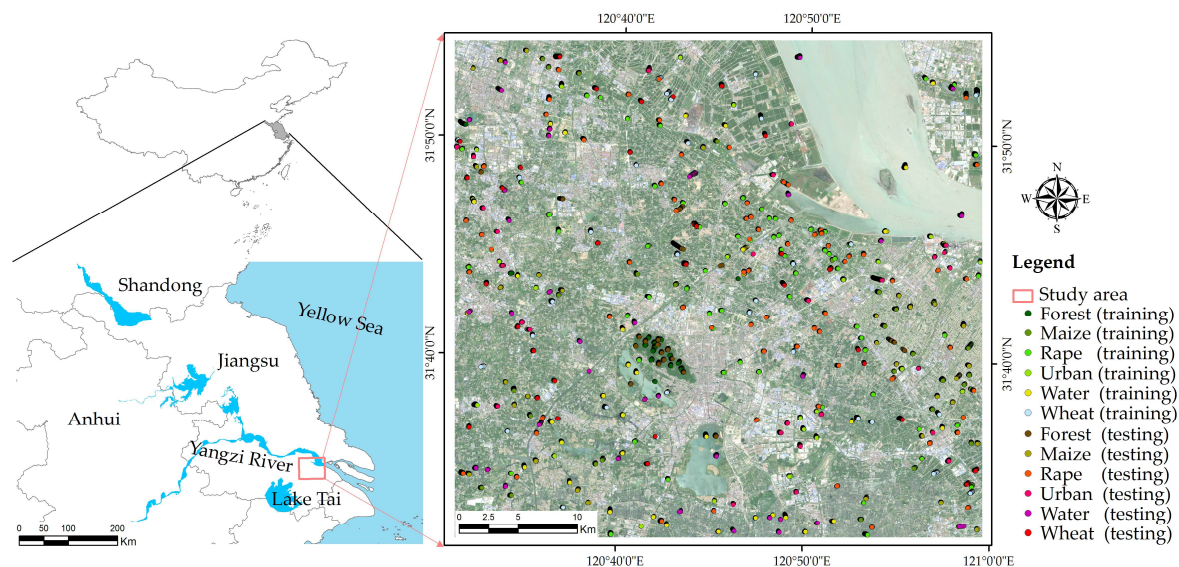 120°40'0"E 120°50'0"E
31°50'0"N
31°50'0"N
31°40'0"N
31°40'0"N
120°40'0"E 120°50'0"E 121°0'0"E
Shandong
Yellow Sea
Jiangsu
Anhui
Yangzi River
Lake Tai
0 50 100 200
Km
0 2.5 5 10
Km
N
W E
S
Legend
Study area
Forest (training)
Maize (training)
Rape (training)
Urban (training)
Water (training)
Wheat (training)
Forest (testing)
Maize (testing)
Rape (testing)
Urban (testing)
Water (testing)
Wheat (testing)